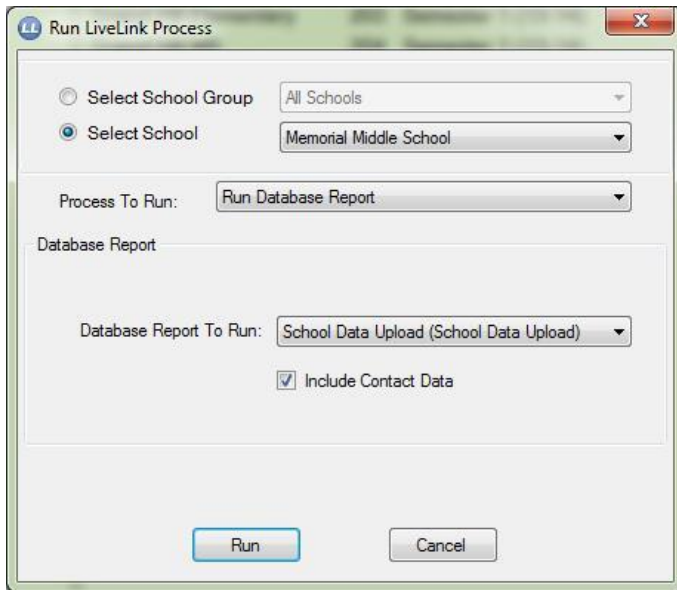 LL Run LiveLink Process
Select School Group All Schools
Select School Memorial Middle School
Process To Run: Run Database Report
Database Report
Database Report To Run: School Data Upload (School Data Upload)
Include Contact Data
Run Cancel